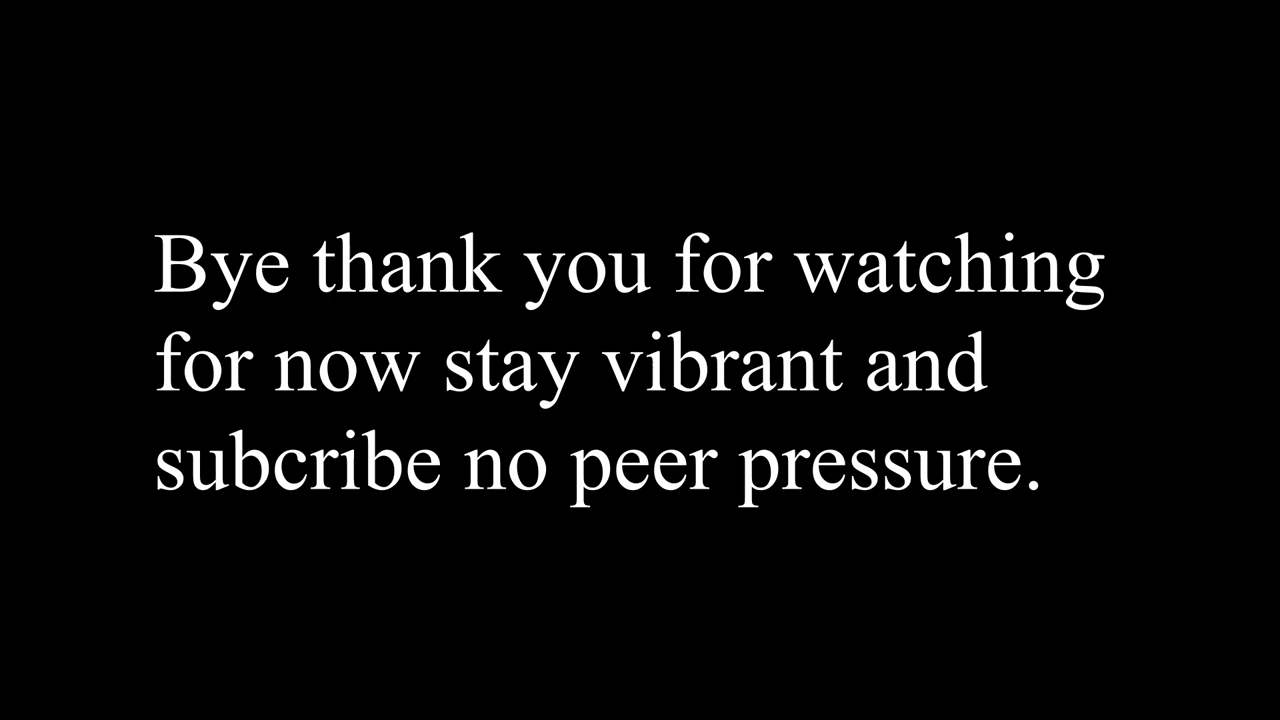 Bye thank you for watching
for now stay vibrant and
subcribe no peer pressure.